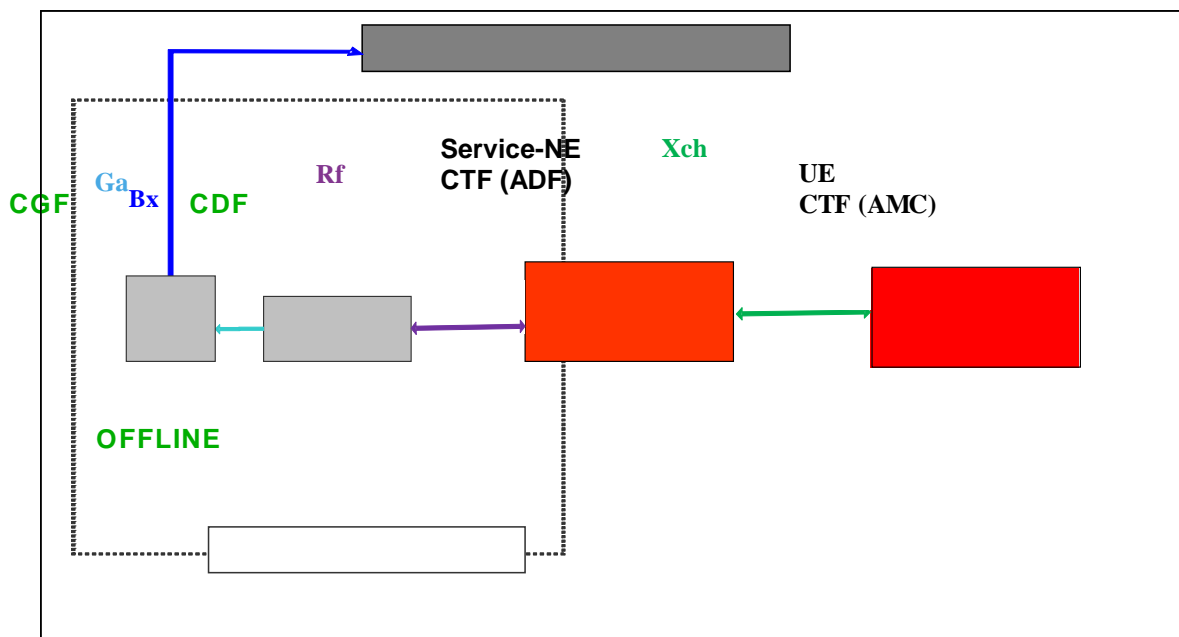 Service-NE
CTF (ADF)
Xch
Rf
UE
CTF (AMC)
Ga
Bx
CGF
CDF
OFFLINE